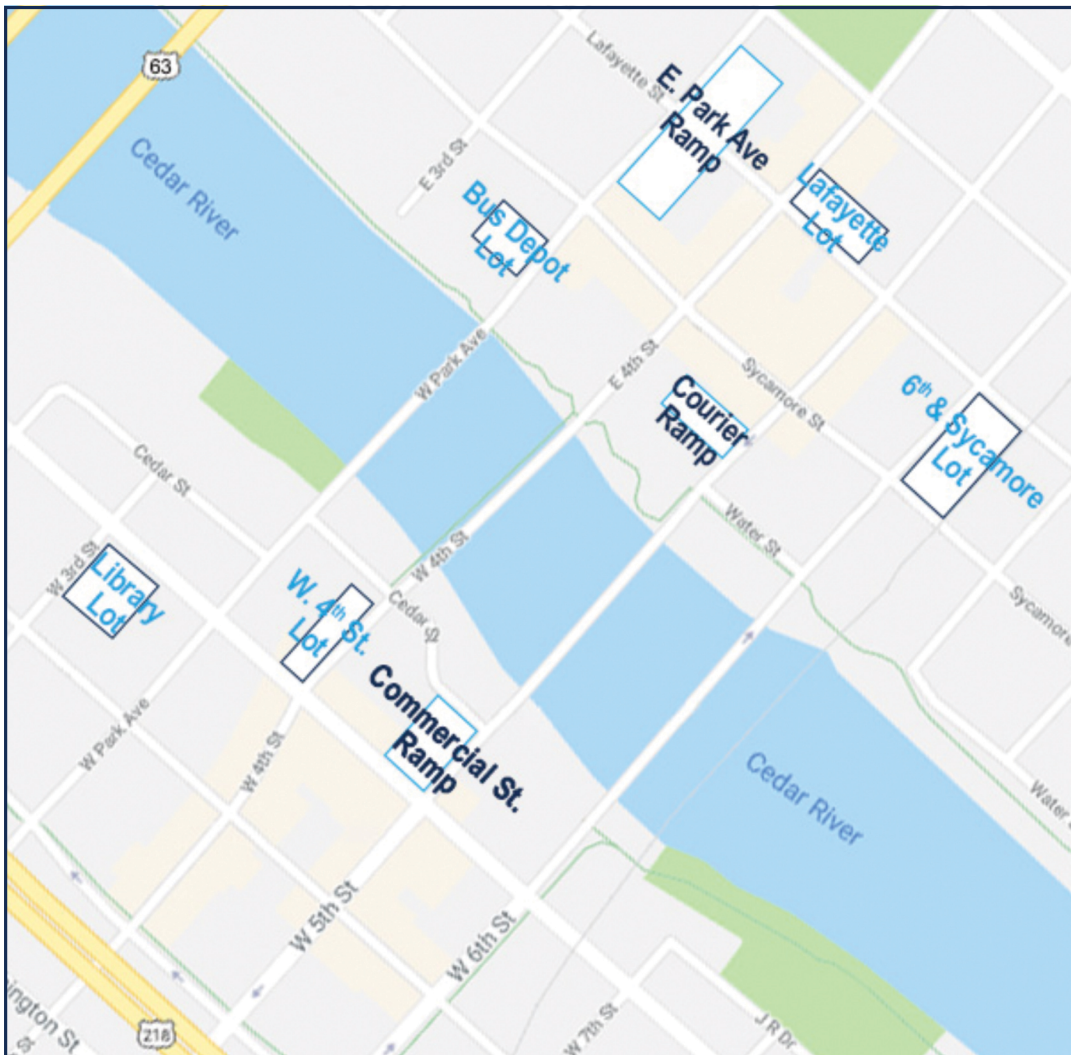 63
Lafayette St
E. Park Ave
Ramp
Cedar River
E 3rd St
Bus Depot
Lot
Lafayette
Lot
W Park Ave
E 4th St
Sycamore St
Courier
Ramp
6th & Sycamore
Lot
Cedar St
Water St
W 3rd St
Library
Lot
W. 4th St.
Lot
W 4th St
Cedar St
Sycamore
Commercial St.
Ramp
W Park Ave
W 4th St
Cedar River
Water
W 5th St
W 6th St
ington St
218
St
W 7th St
J R Dr